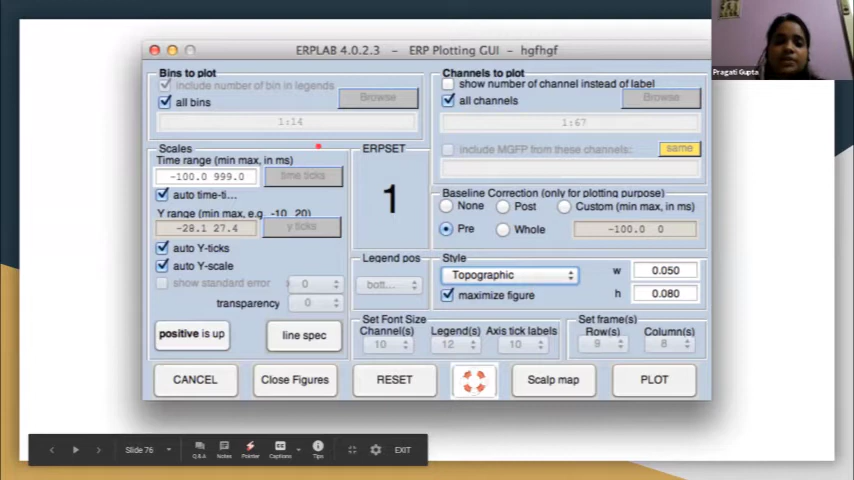 ERPLAB 4.0.2.3 - ERP Plotting GUI - hgfhgf
Pragati Gupta
Bins to plot
include number of bin in legends
all bins
Browse
1:14
Channels to plot
show number of channel instead of label
all channels
Browse
1:67
include MGFP from these channels:
same
Scales
Time range (min max, in ms)
-100.0 999.0
time ticks
auto time-ti...
Y range (min max, e.g. -10 20)
-28.1 27.4
y ticks
auto Y-ticks
auto Y-scale
show standard error
0
transparency
0
positive is up
line spec
ERPSET
1
Legend pos
bott...
Baseline Correction (only for plotting purpose)
None
Post
Custom (min max, in ms)
Pre
Whole
-100.0 0
Style
Topographic
maximize figure
w
0.050
h
0.080
Set Font Size
Channel(s)
Legend(s)
Axis tick labels
10
12
10
Set frame(s)
Row(s)
Column(s)
9
8
CANCEL
Close Figures
RESET
Scalp map
PLOT
Slide 76
Q&A
Notes
Pointer
Captions
Tips
EXIT